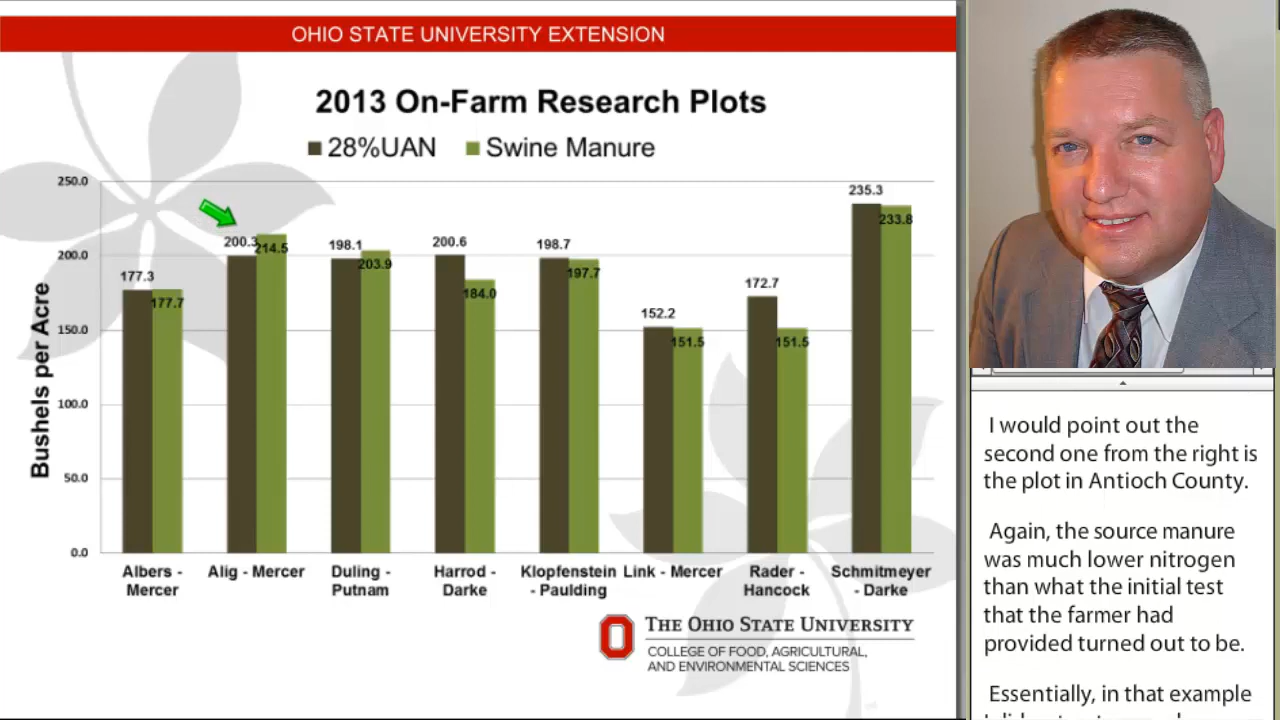 OHIO STATE UNIVERSITY EXTENSION
2013 On-Farm Research Plots
28%UAN Swine Manure
Bushels per Acre
250.0
200.0
150.0
100.0
50.0
0.0
177.3
177.7
200.3
214.5
198.1
203.9
200.6
184.0
198.7
197.7
152.2
151.5
172.7
151.5
235.3
233.8
Albers -
Mercer
Alig - Mercer
Duling -
Putnam
Harrod -
Darke
Klopfenstein
- Paulding
Link - Mercer
Rader -
Hancock
Schmitmeyer
- Darke
THE OHIO STATE UNIVERSITY
COLLEGE OF FOOD, AGRICULTURAL,
AND ENVIRONMENTAL SCIENCES
I would point out the
second one from the right is
the plot in Antioch County.
Again, the source manure
was much lower nitrogen
than what the initial test
that the farmer had
provided turned out to be.
Essentially, in that example